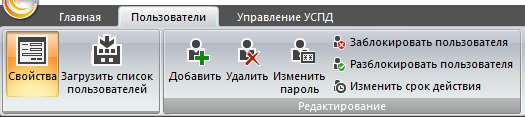 Главная Пользователи Управление УСПД
Свойства Загрузить список
пользователей
Добавить Удалить Изменить
пароль
Заблокировать пользователя
Разблокировать пользователя
Изменить срок действия
Редактирование